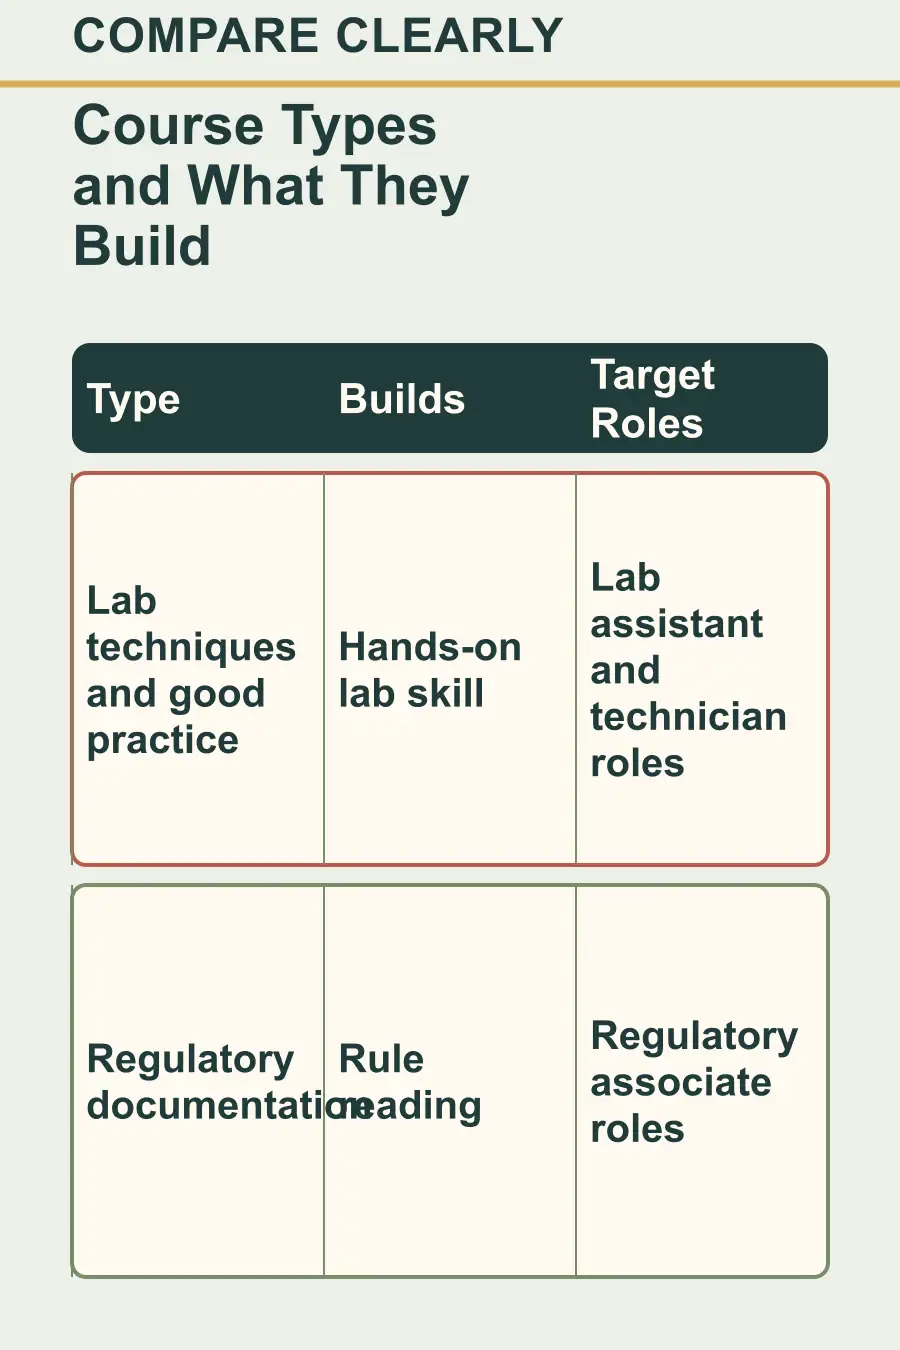 COMPARE CLEARLY
Course Types
and What They
Build
Type
Builds
Target
Roles
Lab
techniques
and good
practice
Hands-on
lab skill
Lab
assistant
and
technician
roles
Regulatory
documentation
Rule
reading
Regulatory
associate
roles